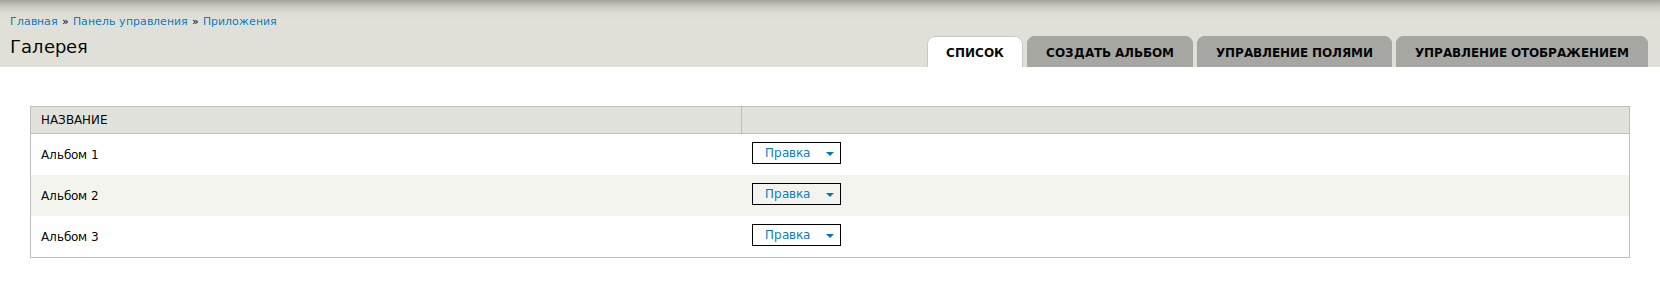 Главная » Панель управления » Приложения
Галерея
СПИСОК
СОЗДАТЬ АЛЬБОМ
УПРАВЛЕНИЕ ПОЛЯМИ
УПРАВЛЕНИЕ ОТОБРАЖЕНИЕМ
НАЗВАНИЕ
Альбом 1
Правка
Альбом 2
Правка
Альбом 3
Правка